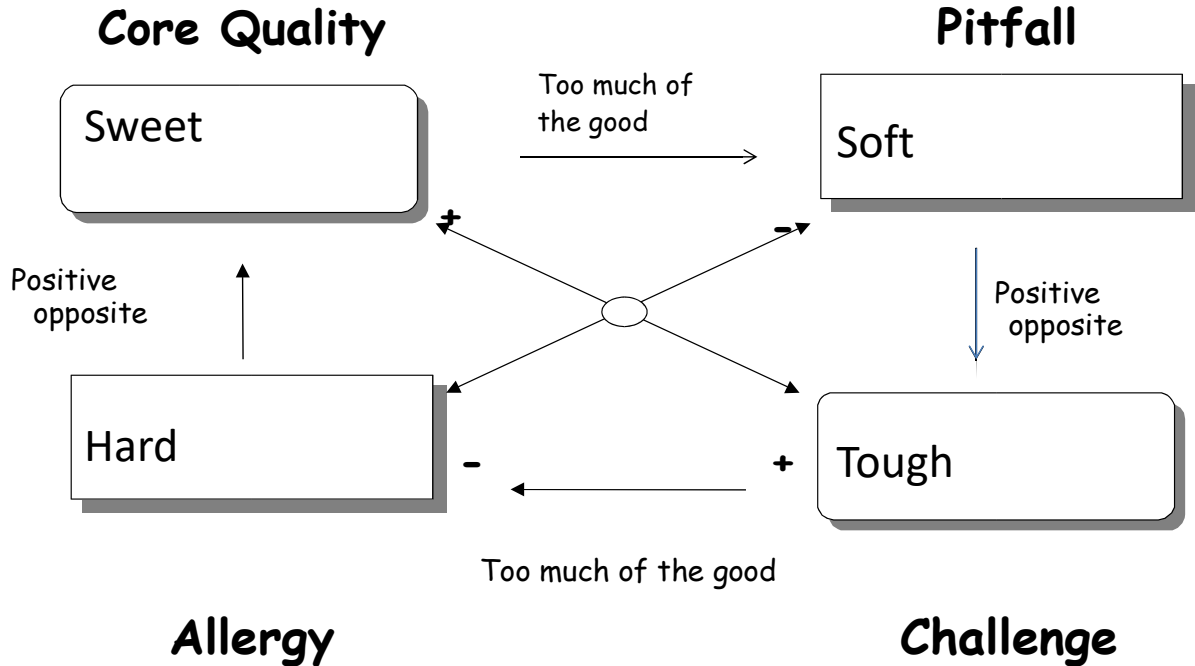 Core Quality
Pitfall
Too much of
the good
Sweet
Soft
+
-
Positive
opposite
Positive
opposite
Hard
Tough
-
+
Too much of the good
Allergy
Challenge